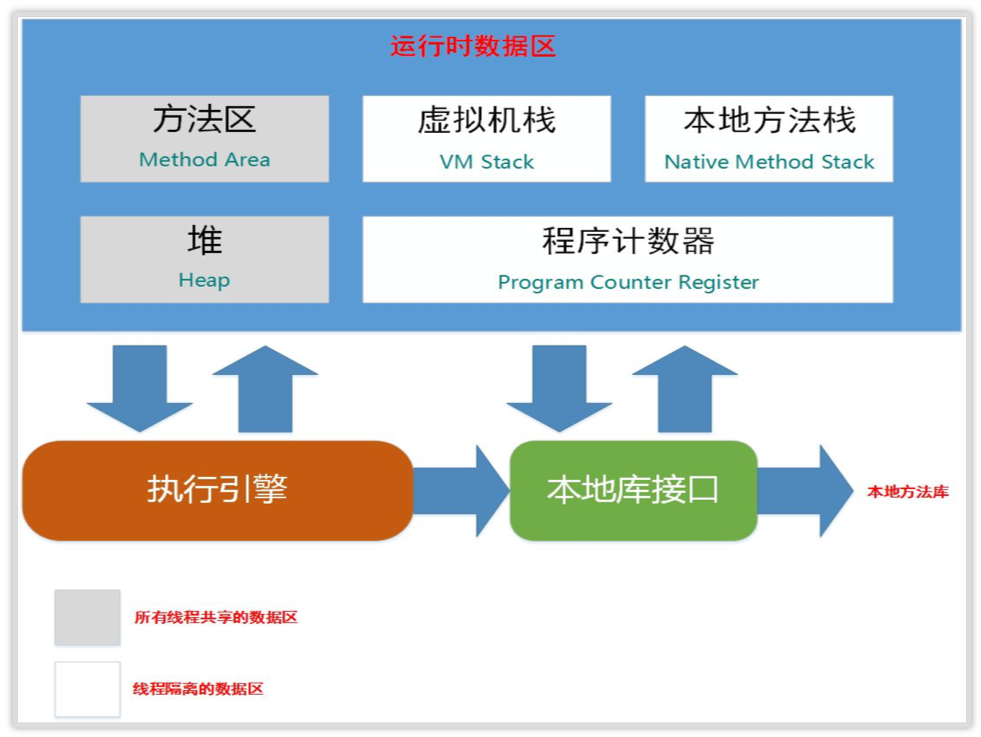 运行时数据区
方法区
Method Area
虚拟机栈
VM Stack
本地方法栈
Native Method Stack
堆
Heap
程序计数器
Program Counter Register
执行引擎
本地库接口
本地方法库
所有线程共享的数据区
线程隔离的数据区